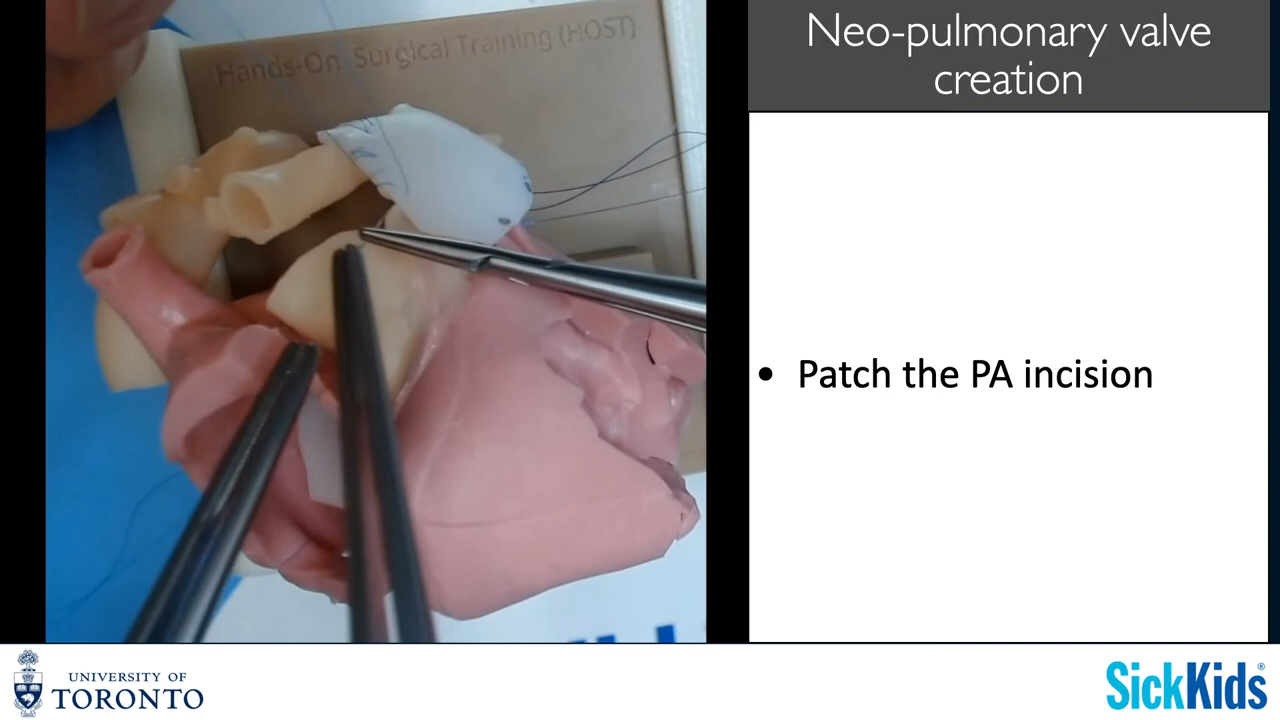 Hands-On Surgical Training (HOST)
Neo-pulmonary valve
creation
• Patch the PA incision
UNIVERSITY OF
TORONTO
SickKids®